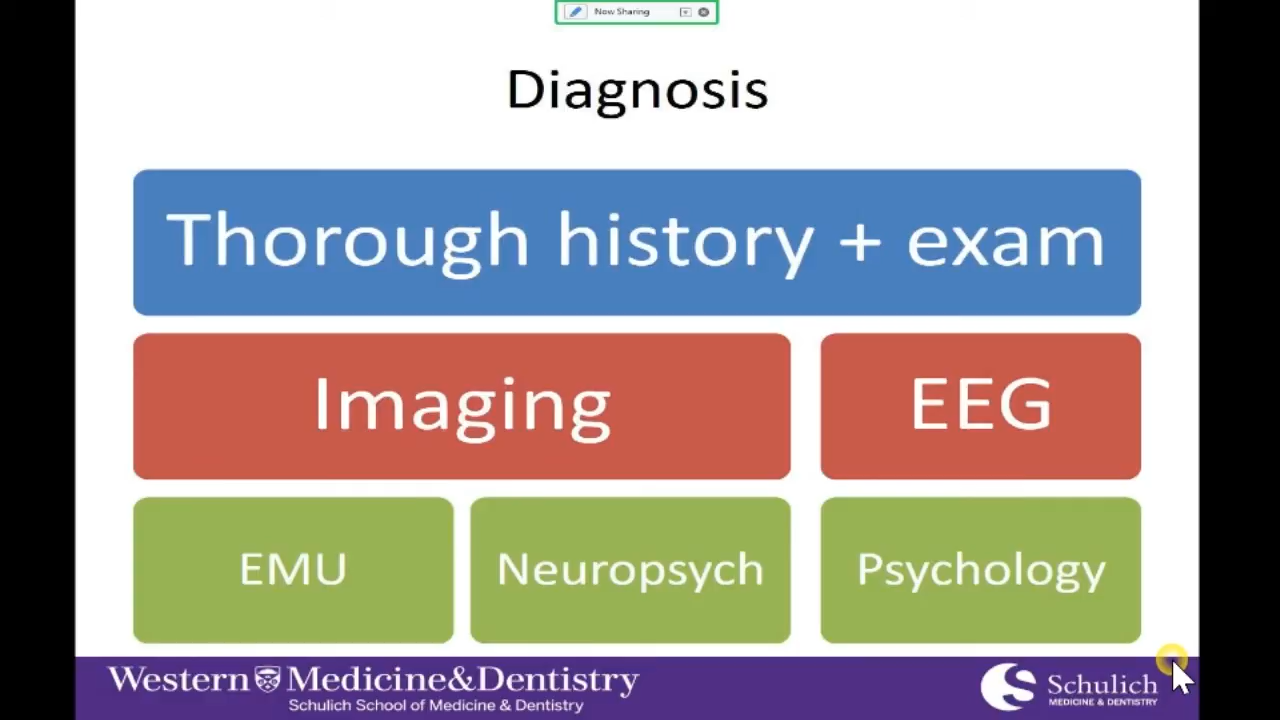 Now Sharing
Diagnosis
Thorough history + exam
Imaging
EEG
EMU
Neuropsych
Psychology
Western Medicine&Dentistry
Schulich School of Medicine & Dentistry
Schulich
MEDICINE & DENTISTRY